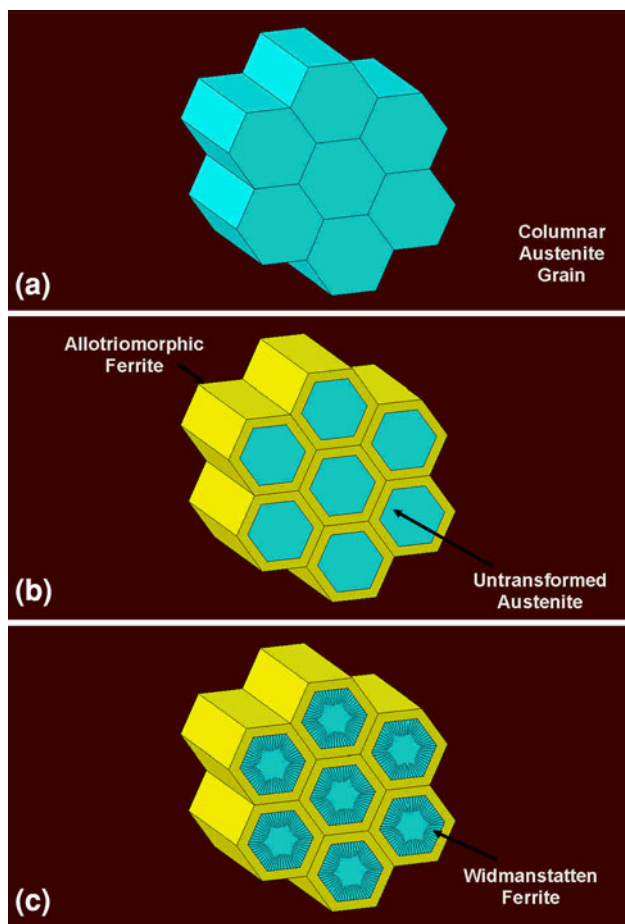 Columnar
Austenite
Grain
(a)
Allotriomorphic
Ferrite
Untransformed
Austenite
(b)
Widmanstatten
Ferrite
(c)